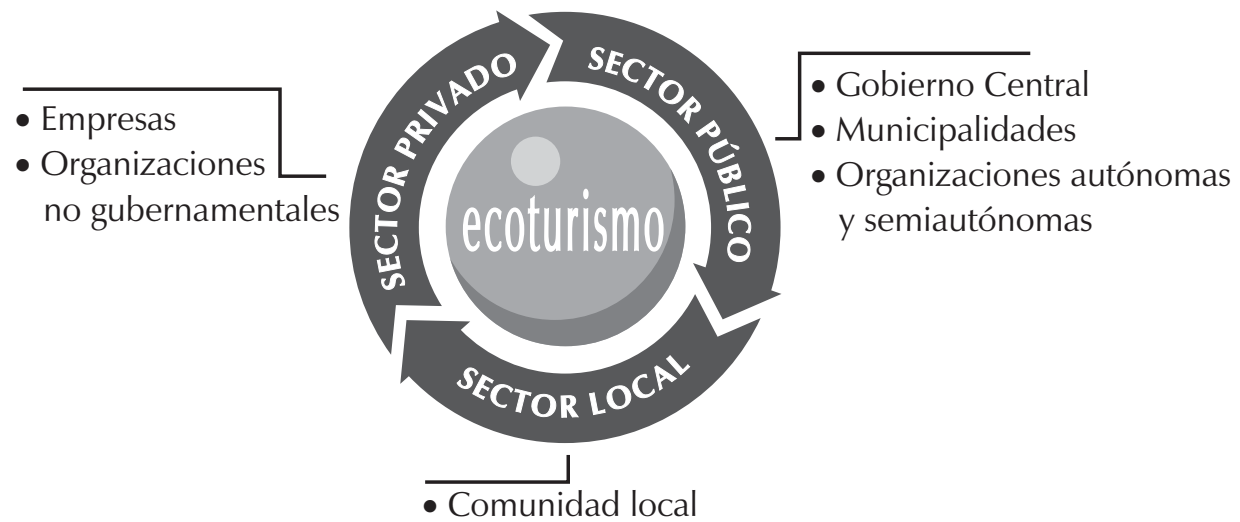 SECTOR PRIVADO
• Empresas
• Organizaciones
no gubernamentales
SECTOR PÚBLICO
• Gobierno Central
• Municipalidades
• Organizaciones autónomas
y semiautónomas
ecoturismo
SECTOR LOCAL
• Comunidad local